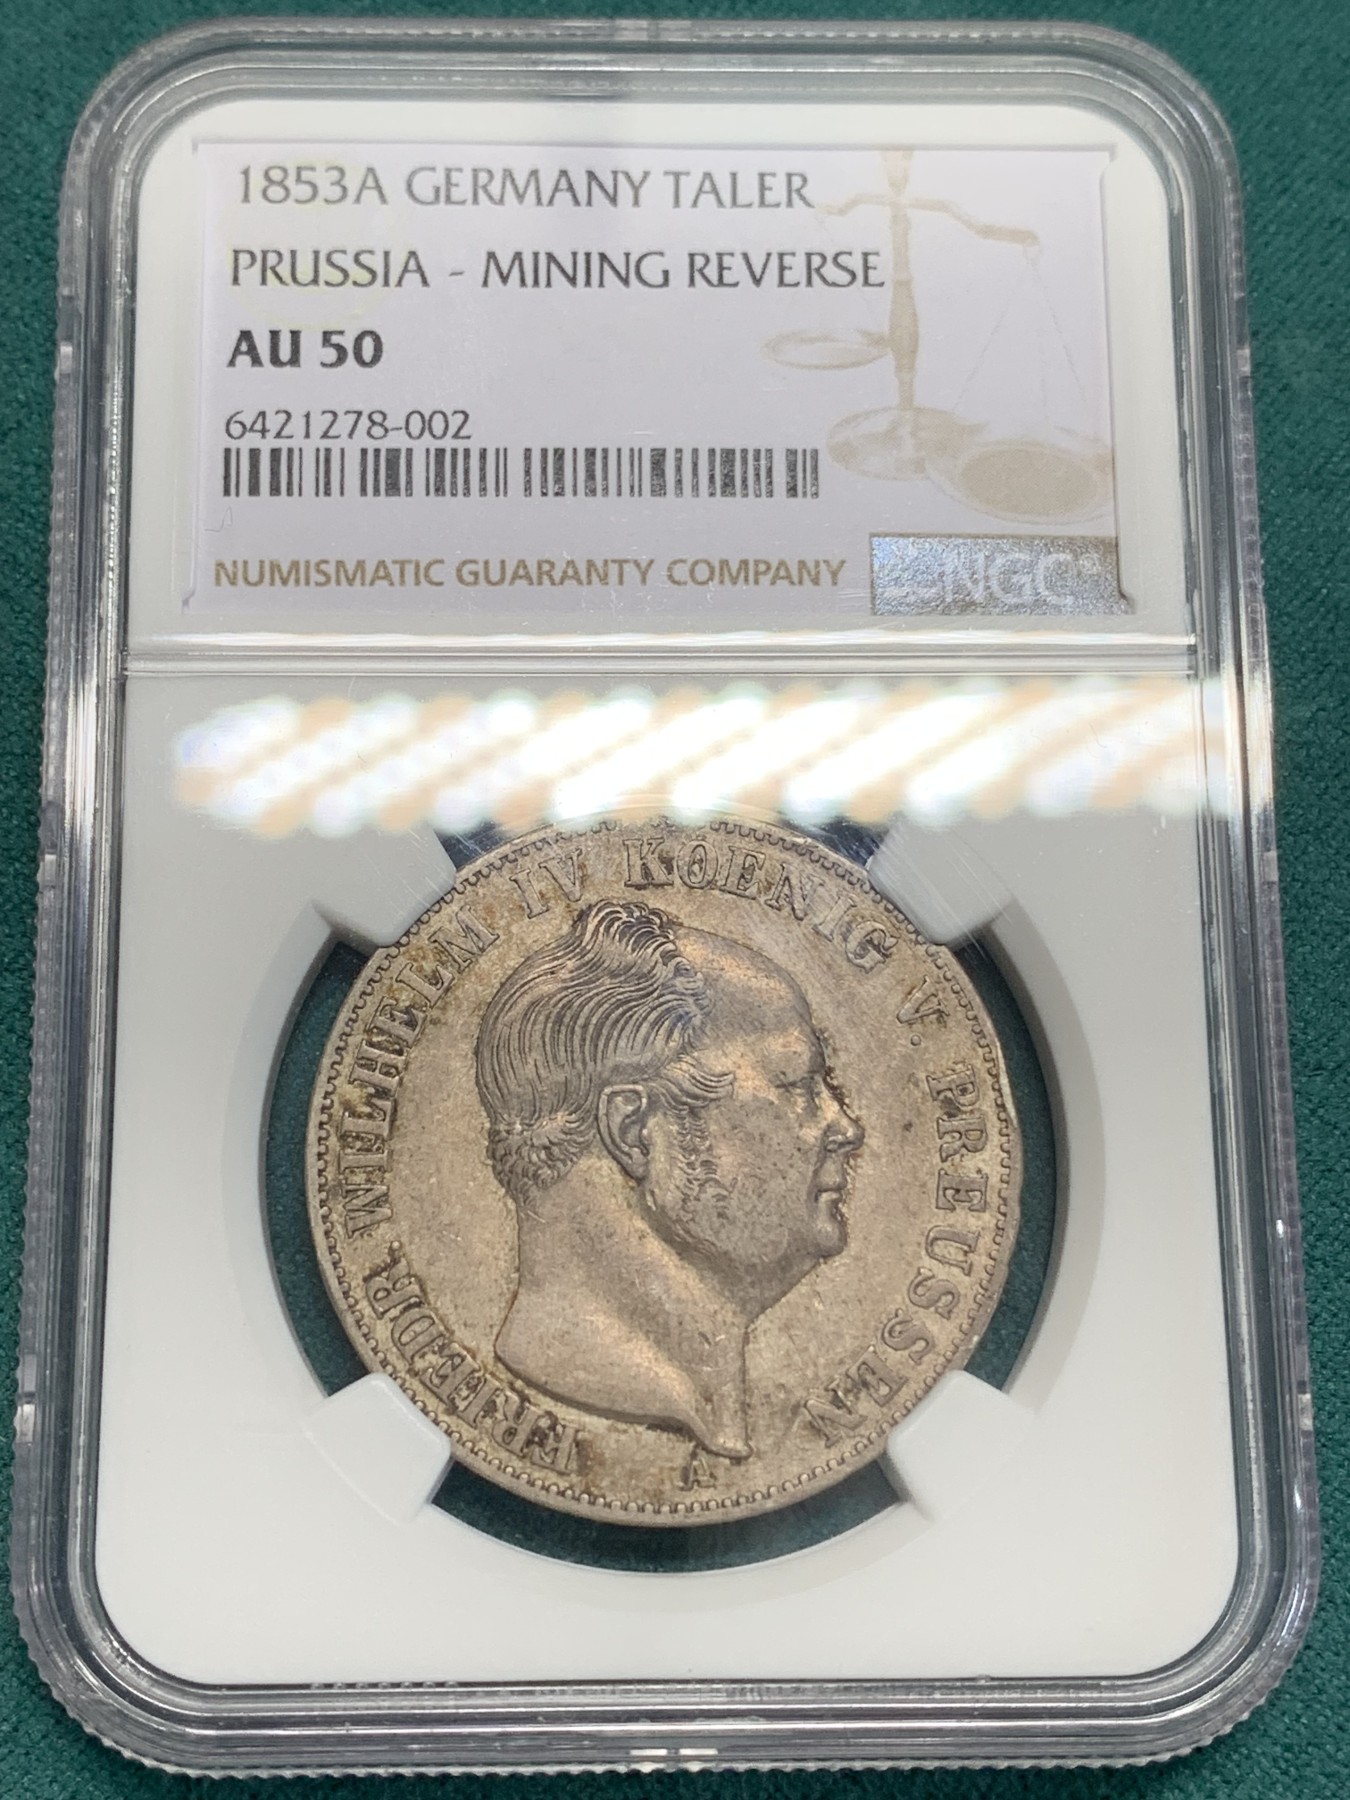 1853A GERMANY TALER
PRUSSIA - MINING REVERSE
AU 50
6421278-002
NUMISMATIC GUARANTY COMPANY
NGC
FRIEDR. WILHELM IV KOENIG V. PREUSSEN
A